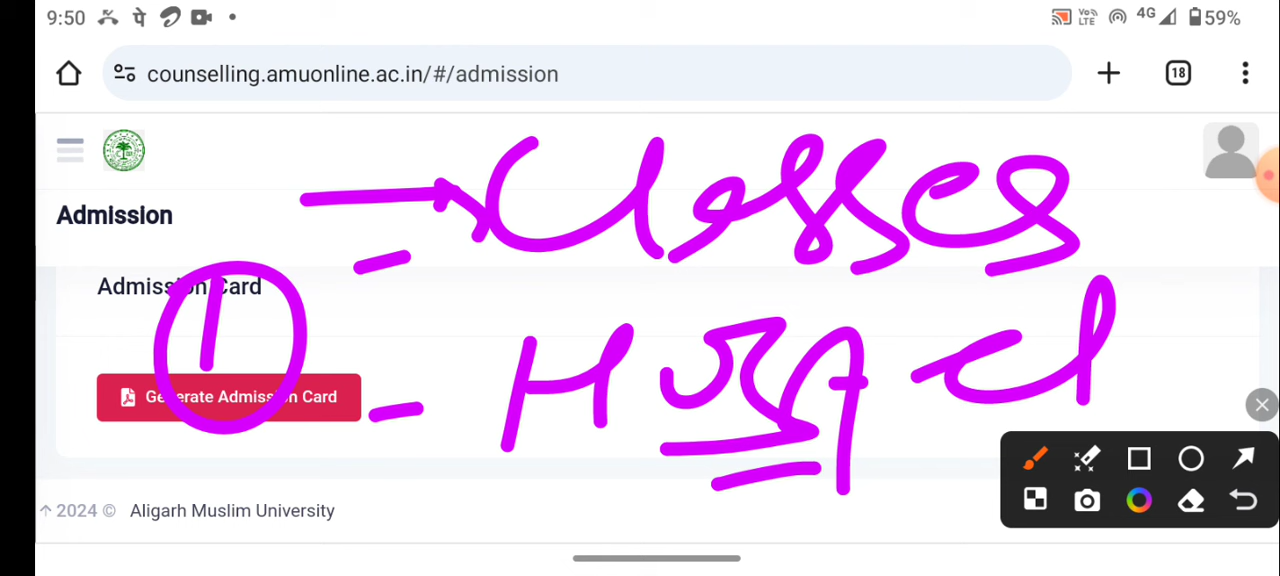 9:50 4G 59%
counselling.amuonline.ac.in/#/admission
18
Admission
→ Classes
Admission Card
①
Generate Admission Card
- Hostel
↑ 2024 © Aligarh Muslim University